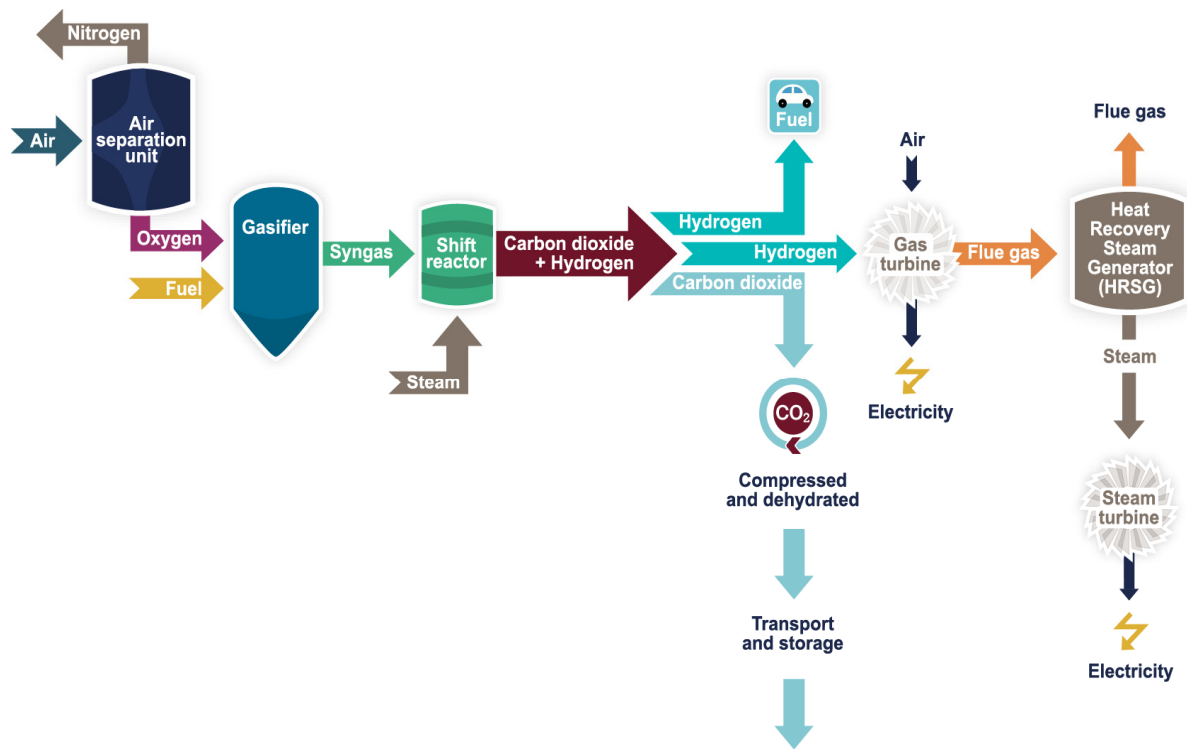 Nitrogen
Air
Air
separation
unit
Oxygen
Fuel
Gasifier
Syngas
Shift
reactor
Steam
Carbon dioxide
+ Hydrogen
Fuel
Hydrogen
Hydrogen
Carbon dioxide
CO₂
Compressed
and dehydrated
Transport
and storage
Air
Gas
turbine
Electricity
Flue gas
Flue gas
Heat
Recovery
Steam
Generator
(HRSG)
Steam
Steam
turbine
Electricity